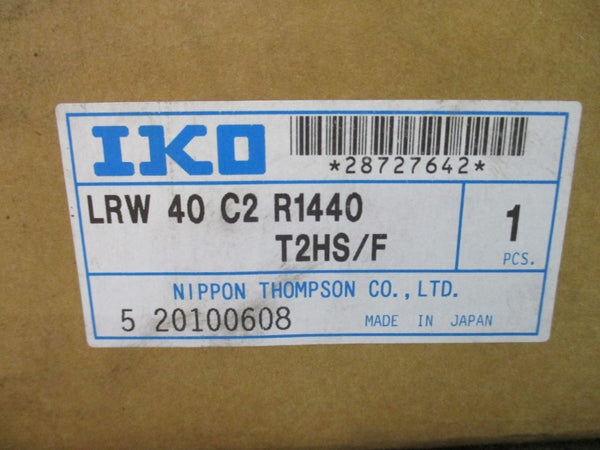 IKO
*28727642*
LRW 40 C2 R1440
T2HS/F
1
PCS.
NIPPON THOMPSON CO., LTD.
5 20100608
MADE IN JAPAN